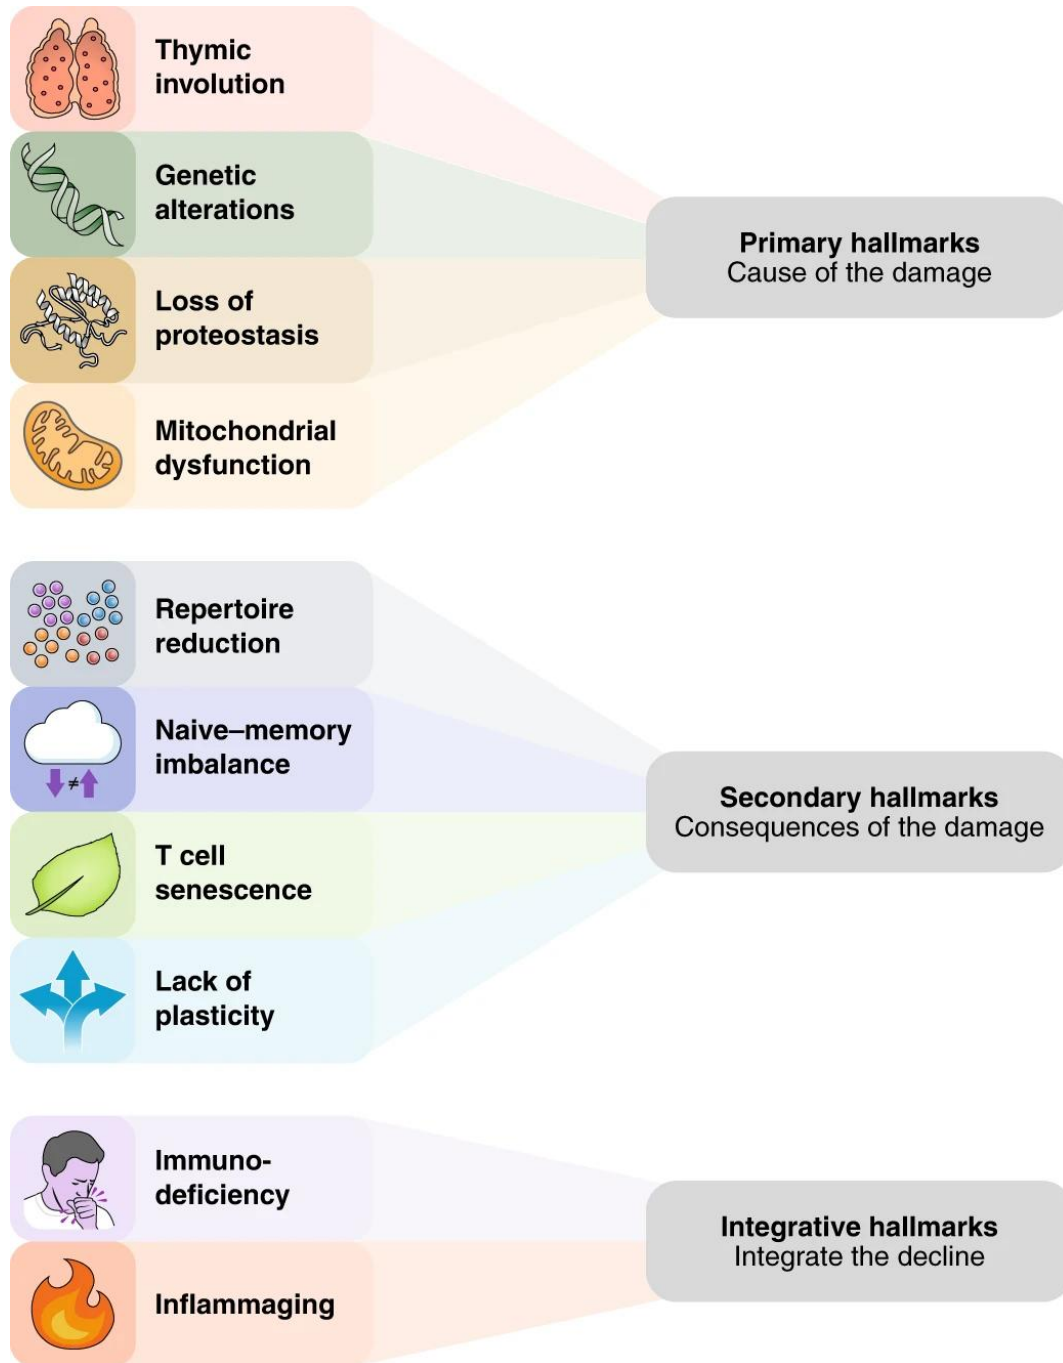 Thymic
involution
Genetic
alterations
Loss of
proteostasis
Mitochondrial
dysfunction
Primary hallmarks
Cause of the damage
Repertoire
reduction
Naive–memory
imbalance
≠
T cell
senescence
Lack of
plasticity
Secondary hallmarks
Consequences of the damage
Immuno-
deficiency
Inflammaging
Integrative hallmarks
Integrate the decline